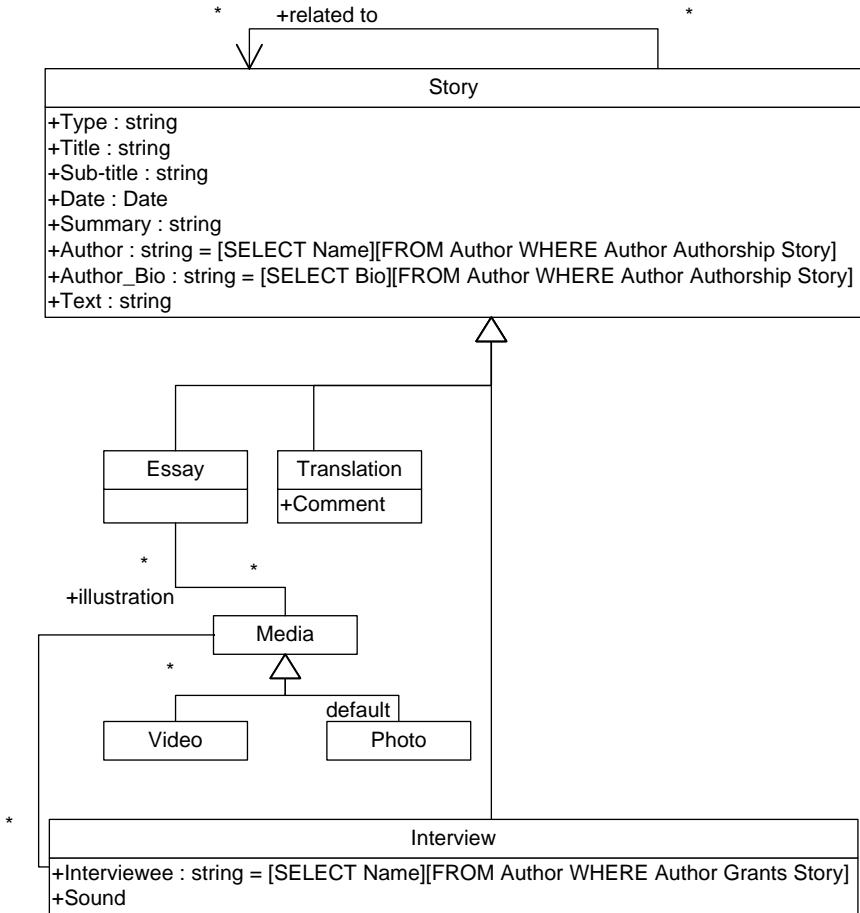 * +related to *
Story
+Type : string
+Title : string
+Sub-title : string
+Date : Date
+Summary : string
+Author : string = [SELECT Name][FROM Author WHERE Author Authorship Story]
+Author_Bio : string = [SELECT Bio][FROM Author WHERE Author Authorship Story]
+Text : string
Essay
Translation
+Comment
* *
+illustration
Media
*
default
Video
Photo
*
Interview
+Interviewee : string = [SELECT Name][FROM Author WHERE Author Grants Story]
+Sound